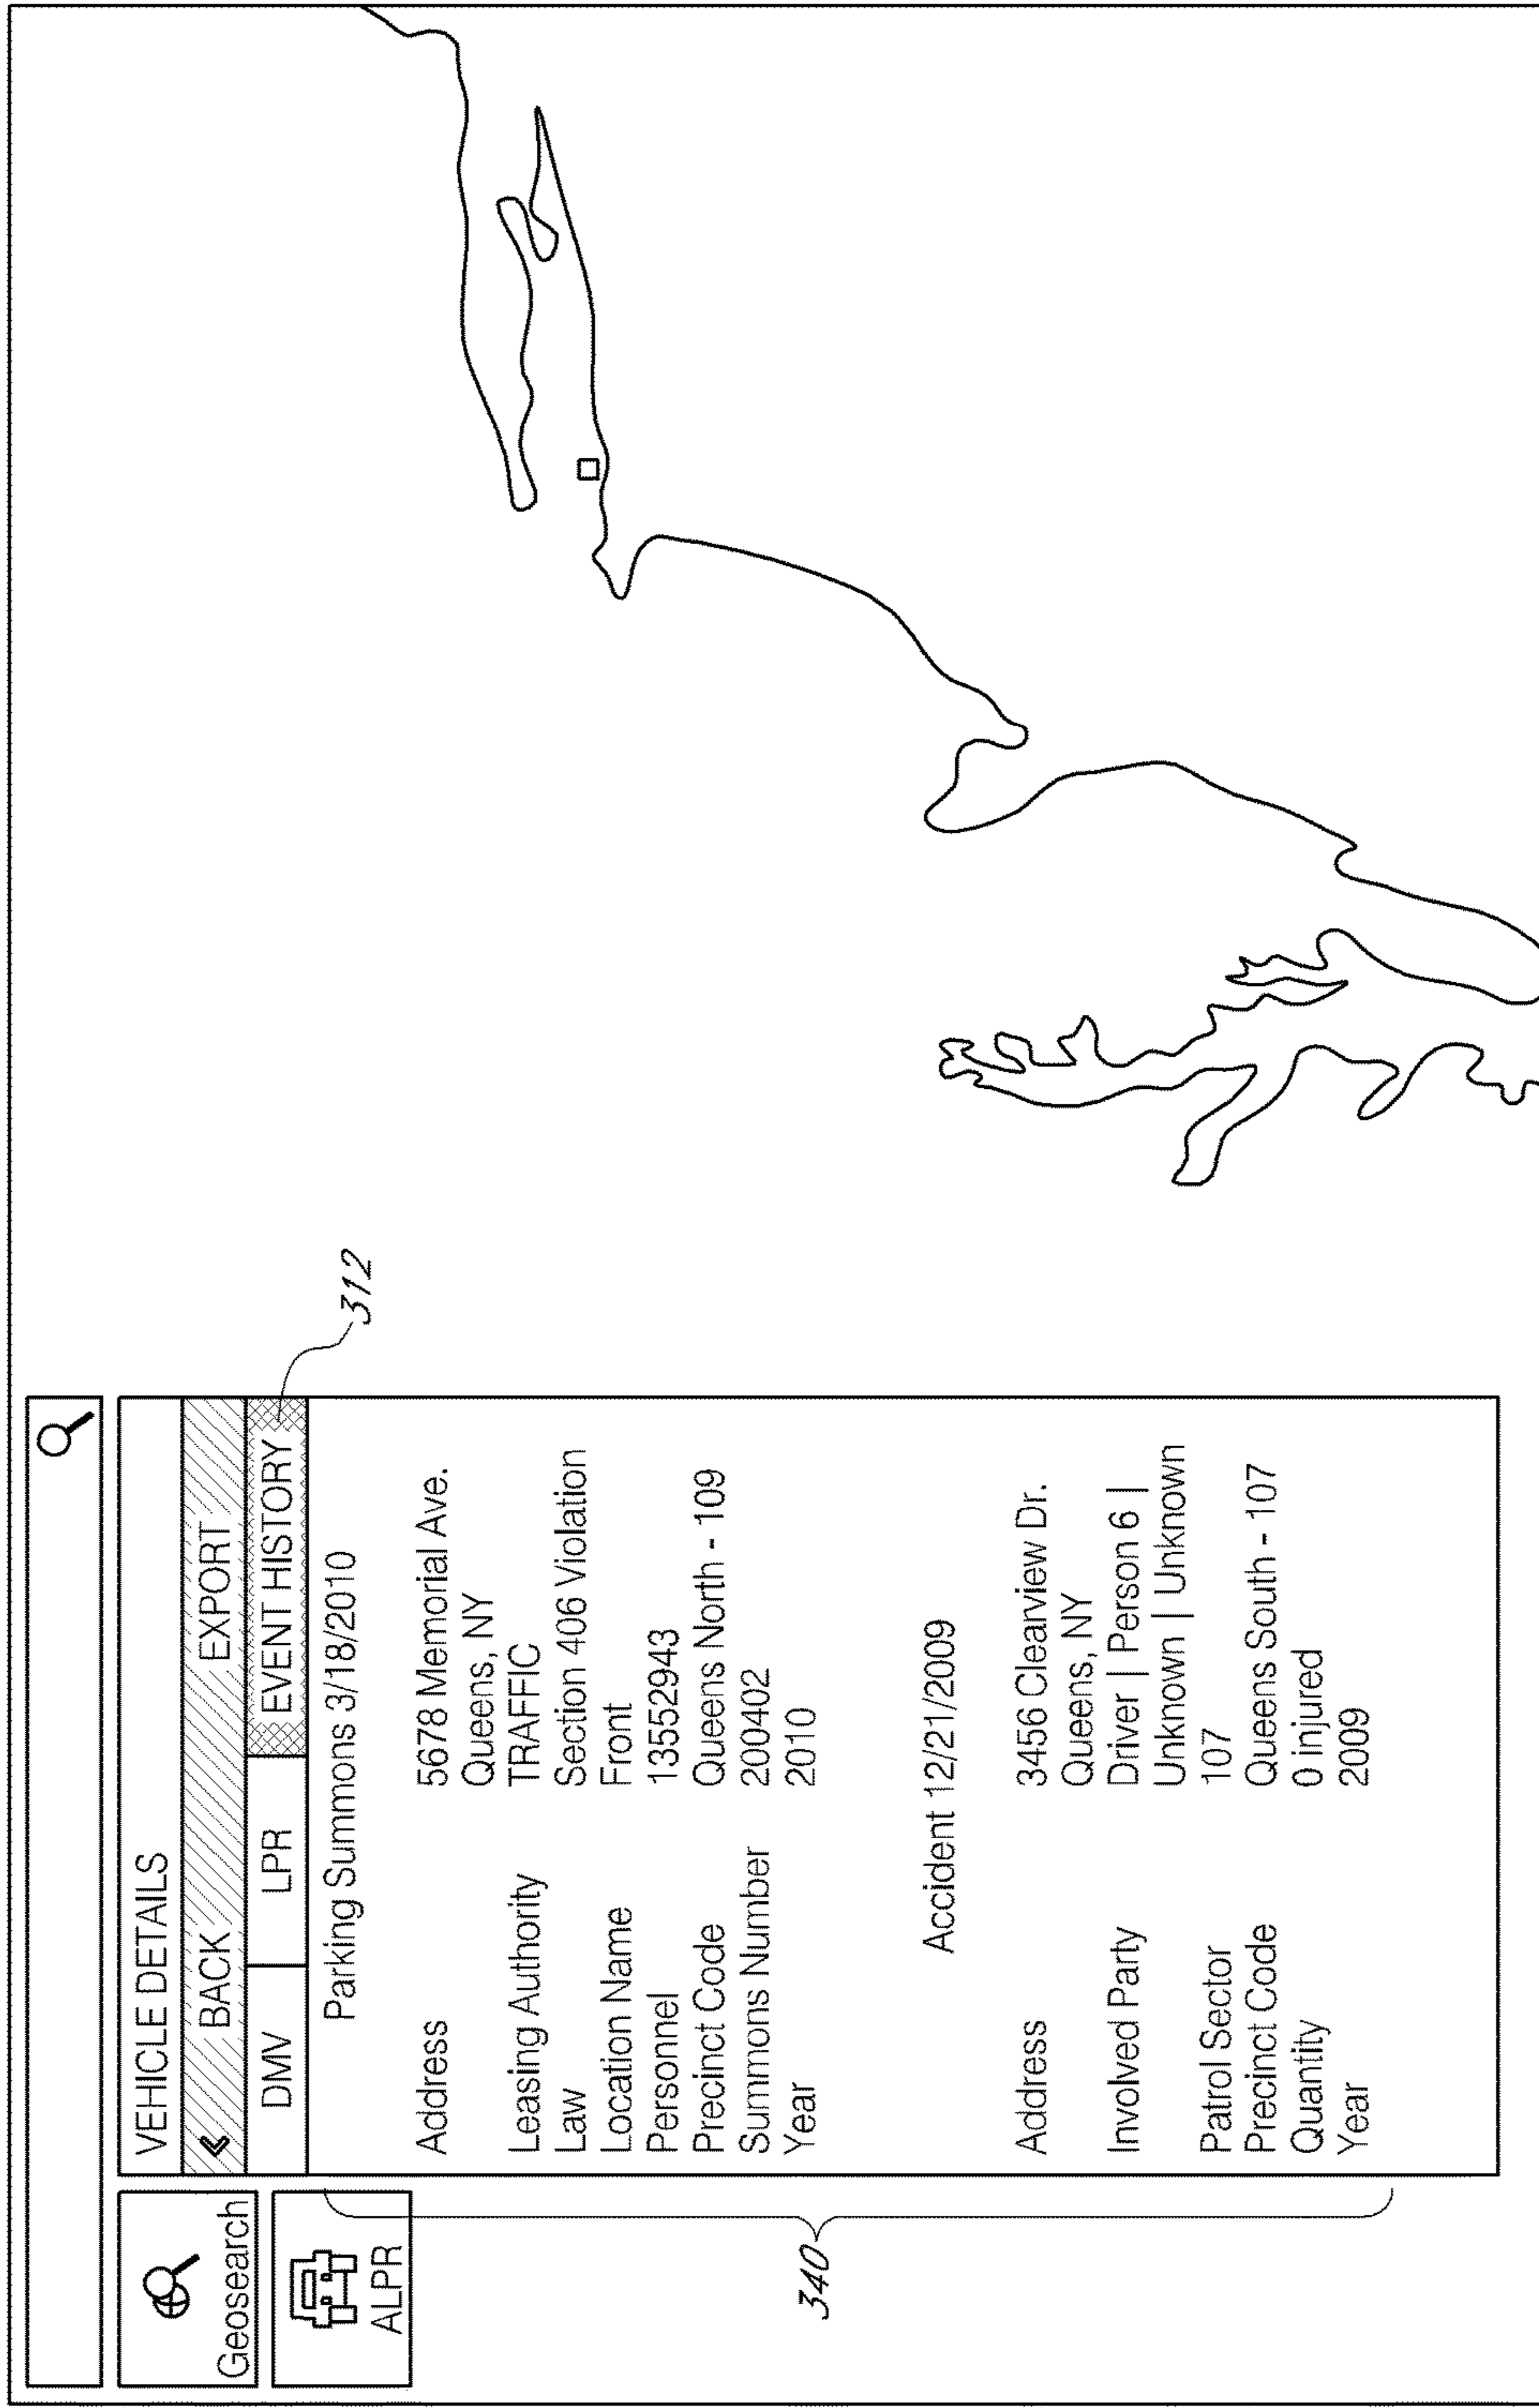 VEHICLE DETAILS
BACK EXPORT
DMV LPR EVENT HISTORY
312
Parking Summons 3/18/2010
Address 5678 Memorial Ave.
Queens, NY
Leasing Authority TRAFFIC
Law Section 406 Violation
Location Name Front
Personnel 13552943
Precinct Code Queens North - 109
Summons Number 200402
Year 2010
Accident 12/21/2009
Address 3456 Clearview Dr.
Queens, NY
Involved Party Driver | Person 6 |
Unknown | Unknown
Patrol Sector 107
Precinct Code Queens South - 107
Quantity 0 injured
Year 2009
Geosearch
ALPR
340